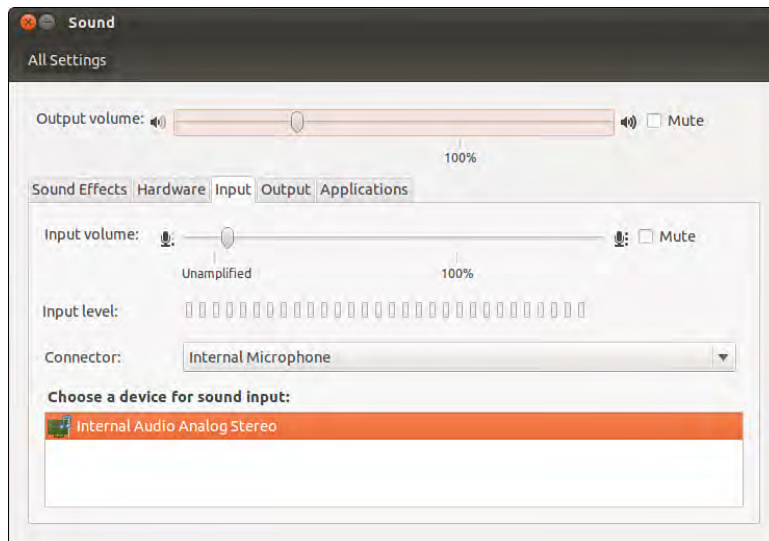 Sound
All Settings
Output volume: Mute
100%
Sound Effects Hardware Input Output Applications
Input volume: Mute
Unamplified 100%
Input level:
Connector: Internal Microphone
Choose a device for sound input:
Internal Audio Analog Stereo